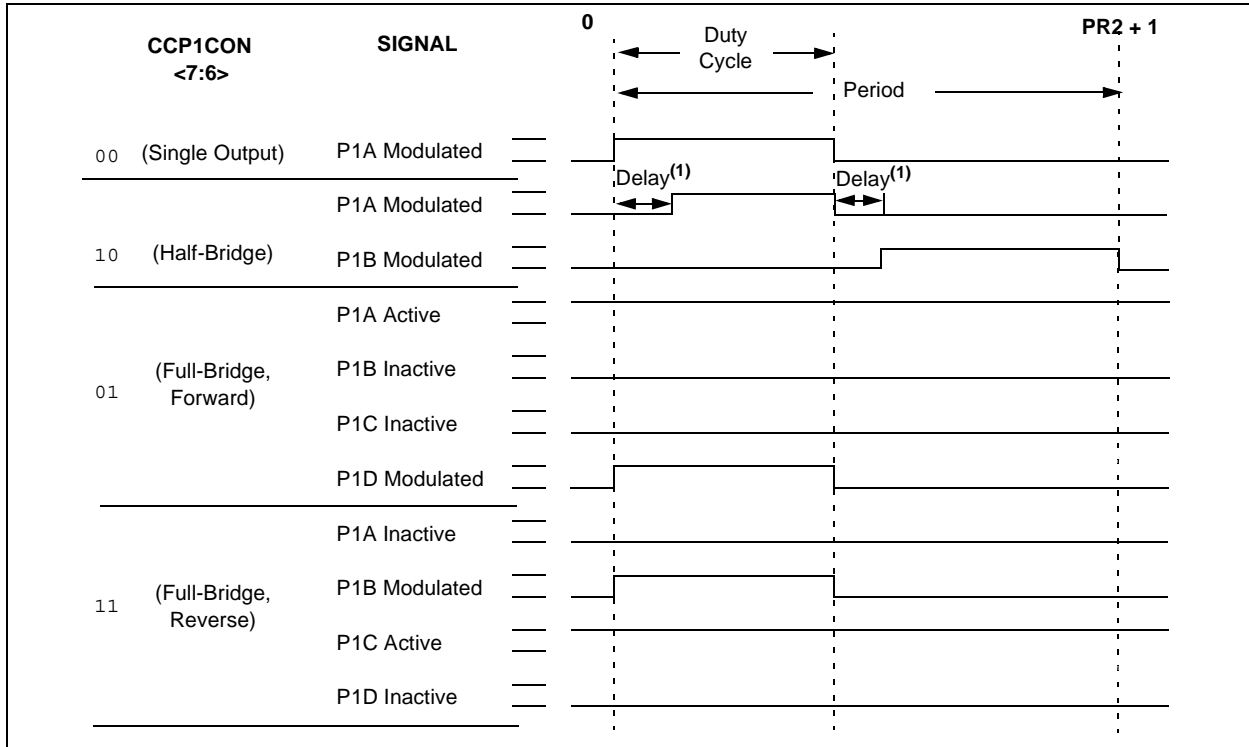 CCP1CON
<7:6>
SIGNAL
0
Duty
Cycle
PR2 + 1
Period
00
(Single Output)
P1A Modulated
Delay(1)
Delay(1)
P1A Modulated
10
(Half-Bridge)
P1B Modulated
P1A Active
01
(Full-Bridge,
Forward)
P1B Inactive
P1C Inactive
P1D Modulated
P1A Inactive
11
(Full-Bridge,
Reverse)
P1B Modulated
P1C Active
P1D Inactive